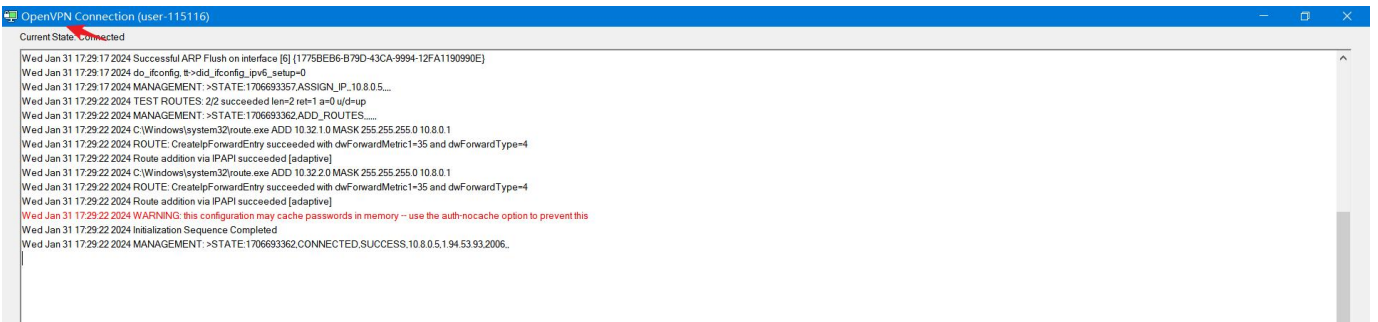 OpenVPN Connection (user-115116)
Current State: Connected
Wed Jan 31 17:29:17 2024 Successful ARP Flush on interface [6] {1775BEB6-B79D-43CA-9994-12FA1190990E}
Wed Jan 31 17:29:17 2024 do_ifconfig, tt->did_ifconfig_ipv6_setup=0
Wed Jan 31 17:29:17 2024 MANAGEMENT: >STATE:1706693357,ASSIGN_IP,,10.8.0.5,,,,
Wed Jan 31 17:29:22 2024 TEST ROUTES: 2/2 succeeded len=2 ret=1 a=0 u/d=up
Wed Jan 31 17:29:22 2024 MANAGEMENT: >STATE:1706693362,ADD_ROUTES,,,,,,
Wed Jan 31 17:29:22 2024 C:\Windows\system32\route.exe ADD 10.32.1.0 MASK 255.255.255.0 10.8.0.1
Wed Jan 31 17:29:22 2024 ROUTE: CreateIpForwardEntry succeeded with dwForwardMetric1=35 and dwForwardType=4
Wed Jan 31 17:29:22 2024 Route addition via IPAPI succeeded [adaptive]
Wed Jan 31 17:29:22 2024 C:\Windows\system32\route.exe ADD 10.32.2.0 MASK 255.255.255.0 10.8.0.1
Wed Jan 31 17:29:22 2024 ROUTE: CreateIpForwardEntry succeeded with dwForwardMetric1=35 and dwForwardType=4
Wed Jan 31 17:29:22 2024 Route addition via IPAPI succeeded [adaptive]
Wed Jan 31 17:29:22 2024 WARNING: this configuration may cache passwords in memory -- use the auth-nocache option to prevent this
Wed Jan 31 17:29:22 2024 Initialization Sequence Completed
Wed Jan 31 17:29:22 2024 MANAGEMENT: >STATE:1706693362,CONNECTED,SUCCESS,10.8.0.5,1.94.53.93,2006,,